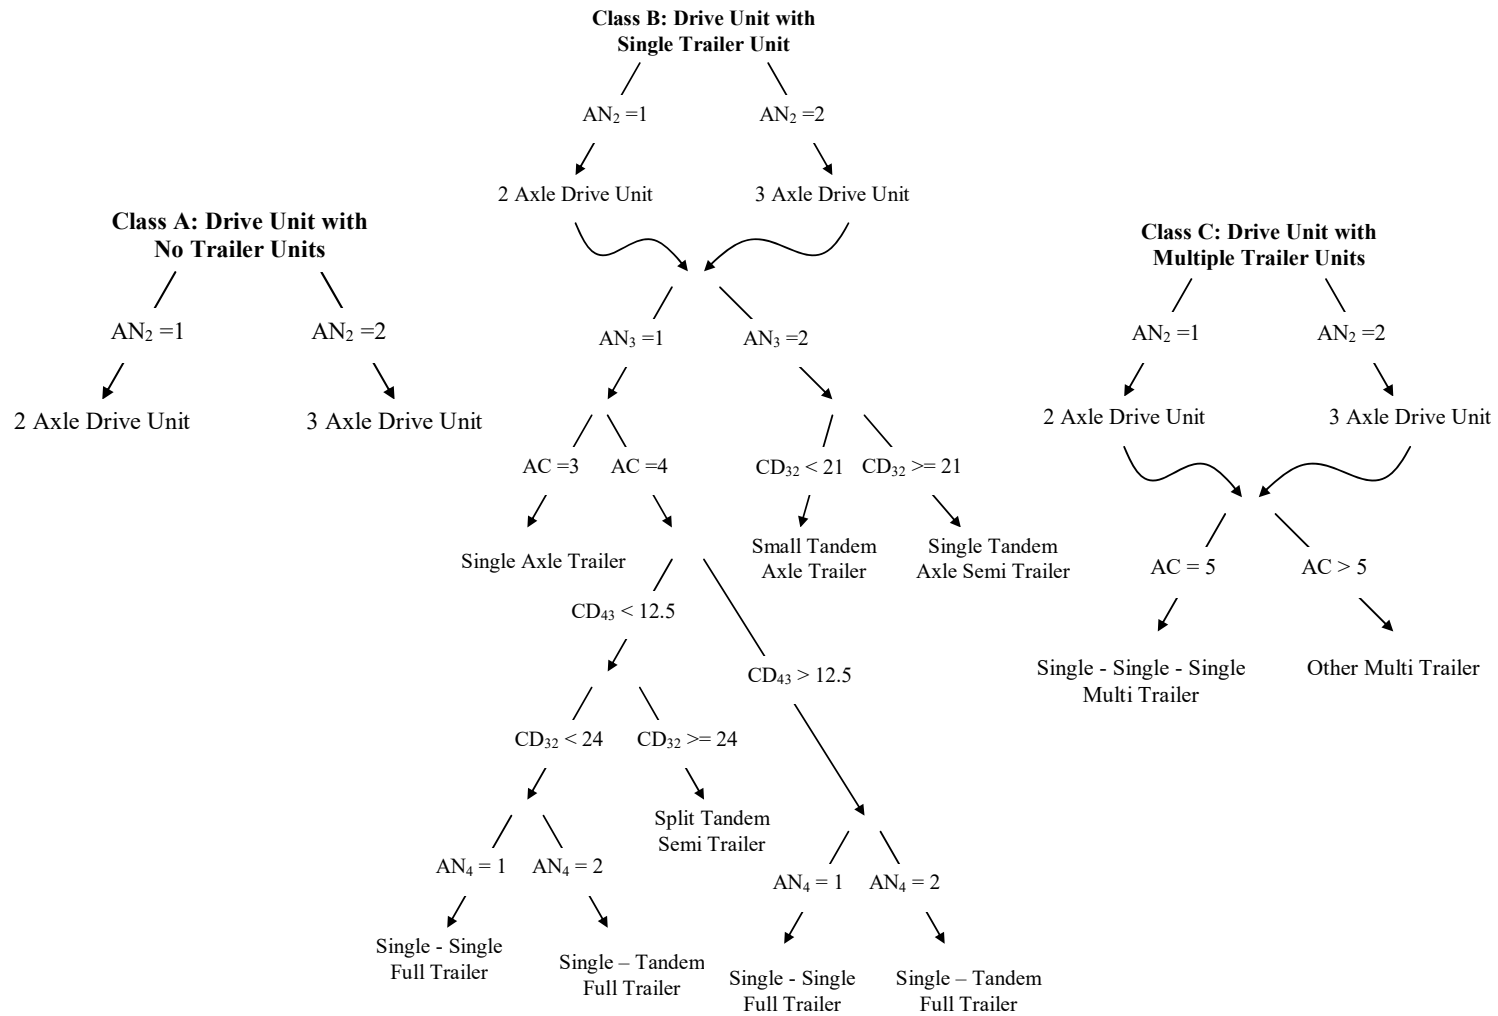 Class A: Drive Unit with
No Trailer Units
AN₂ =1
AN₂ =2
2 Axle Drive Unit
3 Axle Drive Unit
Class B: Drive Unit with
Single Trailer Unit
AN₂ =1
AN₂ =2
2 Axle Drive Unit
3 Axle Drive Unit
AN₃ =1
AN₃ =2
AC =3
AC =4
CD₃₂ < 21
CD₃₂ >= 21
Single Axle Trailer
Small Tandem
Axle Trailer
Single Tandem
Axle Semi Trailer
CD₄₃ < 12.5
CD₄₃ > 12.5
CD₃₂ < 24
CD₃₂ >= 24
Split Tandem
Semi Trailer
AN₄ = 1
AN₄ = 2
Single - Single
Full Trailer
Single – Tandem
Full Trailer
AN₄ = 1
AN₄ = 2
Single - Single
Full Trailer
Single – Tandem
Full Trailer
Class C: Drive Unit with
Multiple Trailer Units
AN₂ =1
AN₂ =2
2 Axle Drive Unit
3 Axle Drive Unit
AC = 5
AC > 5
Single - Single - Single
Multi Trailer
Other Multi Trailer